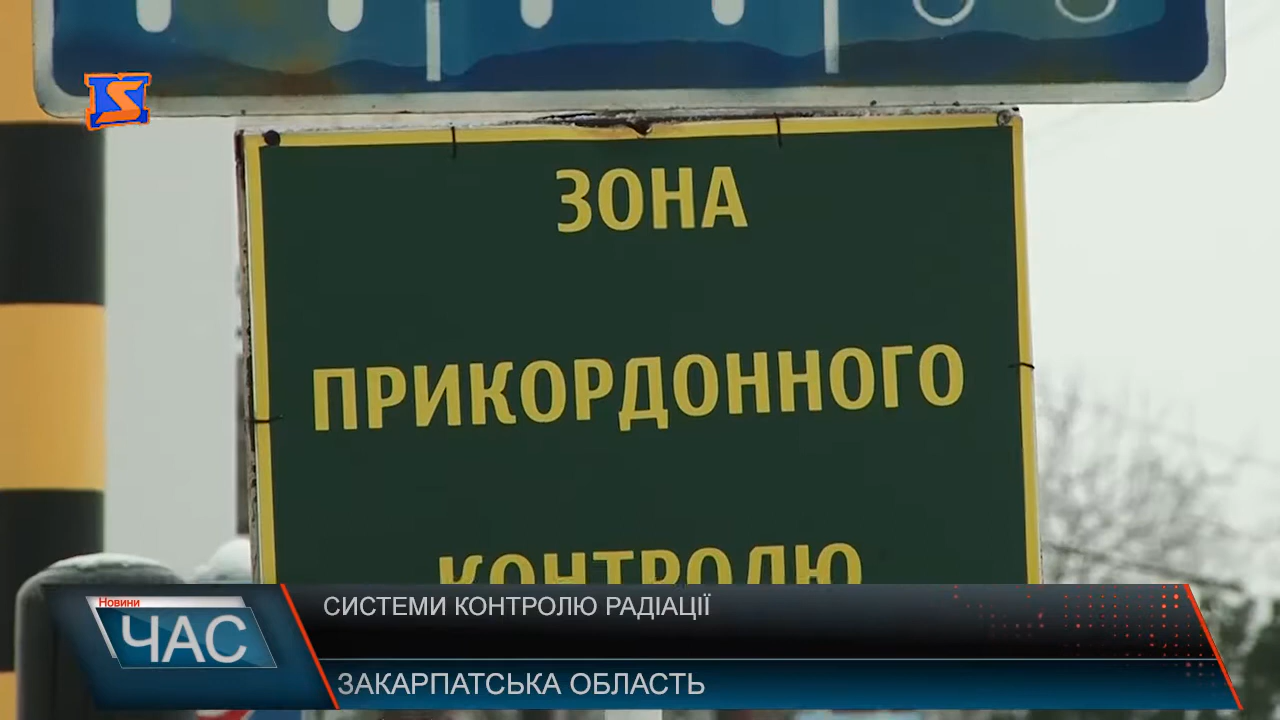 ЗОНА
ПРИКОРДОННОГО
КОНТРОЛЮ
Новини
ЧАС
СИСТЕМИ КОНТРОЛЮ РАДІАЦІЇ
ЗАКАРПАТСЬКА ОБЛАСТЬ